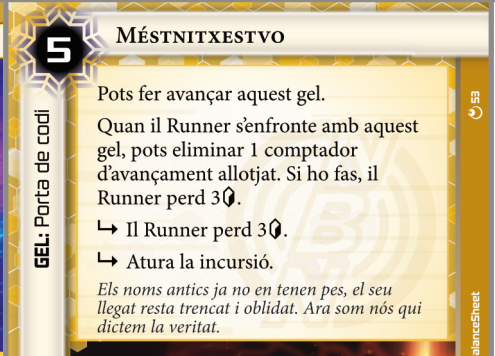 5
MÉSTNITXESTVO
Pots fer avançar aquest gel.
Quan il Runner s'enfronte amb aquest
gel, pots eliminar 1 comptador
d'avançament allotjat. Si ho fas, il
Runner perd 3.
↳ Il Runner perd 3.
↳ Atura la incursió.
Els noms antics ja no en tenen pes, el seu
llegat resta trencat i oblidat. Ara som nós qui
dictem la veritat.
GEL: Porta de codi
53
alanceSheet
NBN